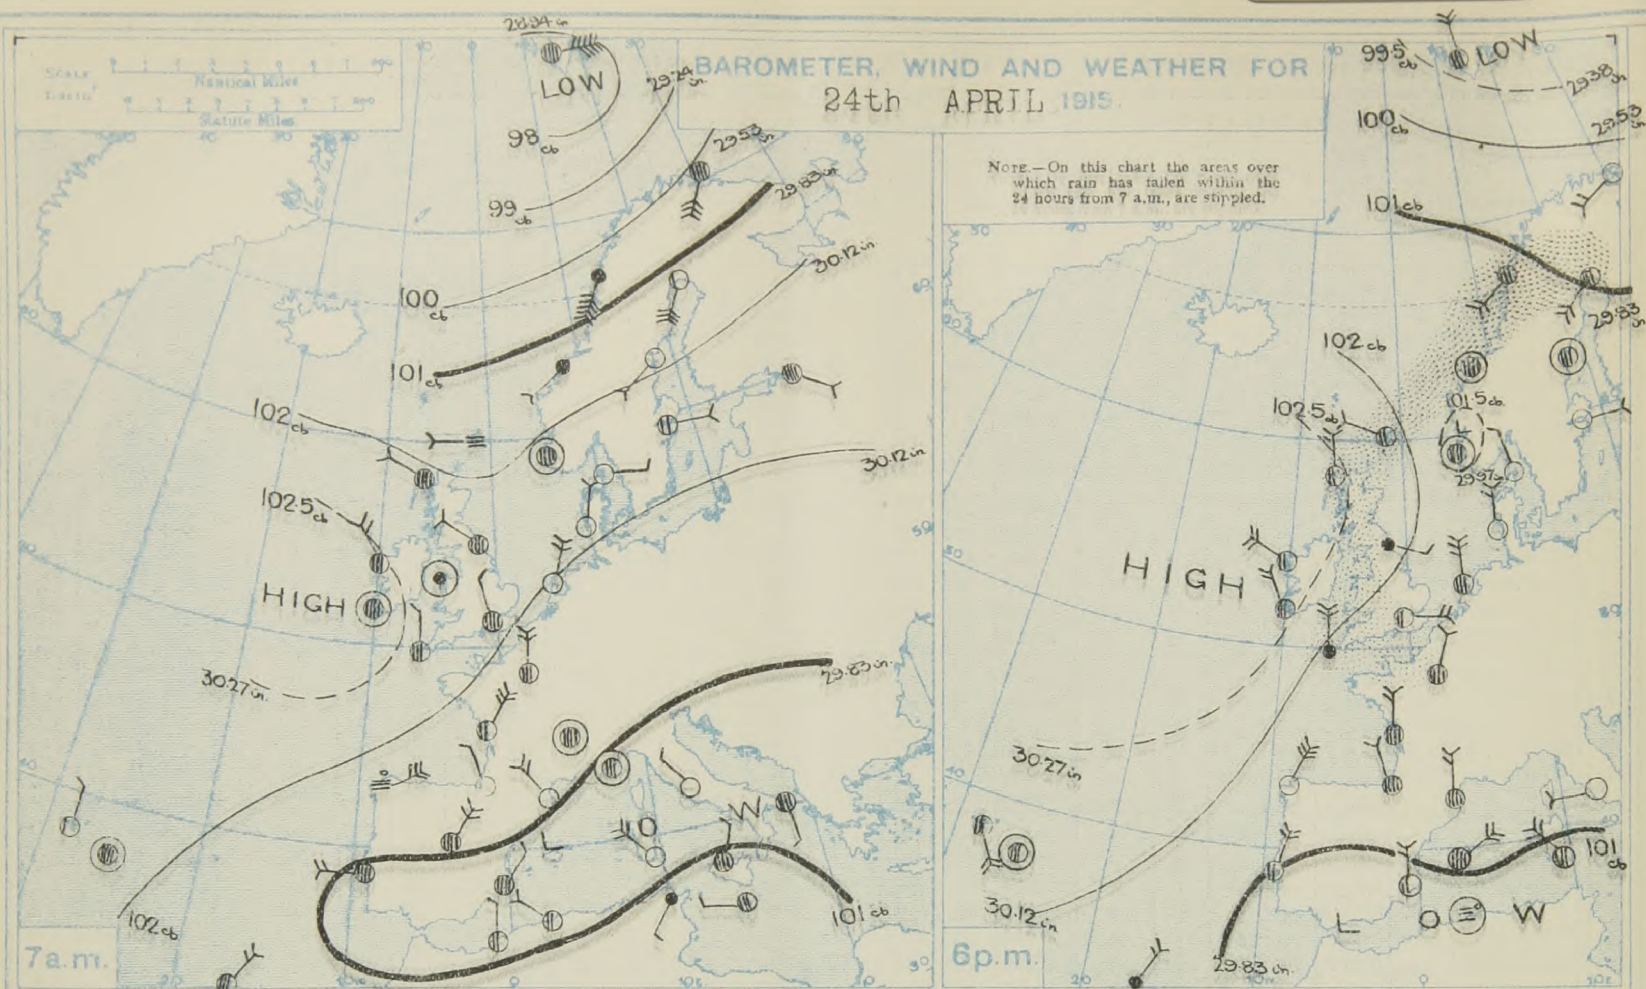 SCALE
Nautical Miles
Statute Miles
BAROMETER, WIND AND WEATHER FOR
24th APRIL 1915.
NOTE.—On this chart the areas over
which rain has fallen within the
24 hours from 7 a.m., are stippled.
28.94 in
LOW
29.24 in
98 cb
29.53 in
99 cb
29.83 in
30.12 in
100 cb
101 cb
102 cb
30.12 in
102.5 cb
HIGH
30.27 in.
29.83 in.
L O W
102 cb
101 cb
7a.m.
99.5 cb
LOW
29.38 in
100 cb
29.53 in
101 cb
29.83 in
102 cb
102.5 cb
101.5 cb
L
29.97 in
HIGH
30.27 in
101 cb
30.12 in
L O W
29.83 in.
6p.m.